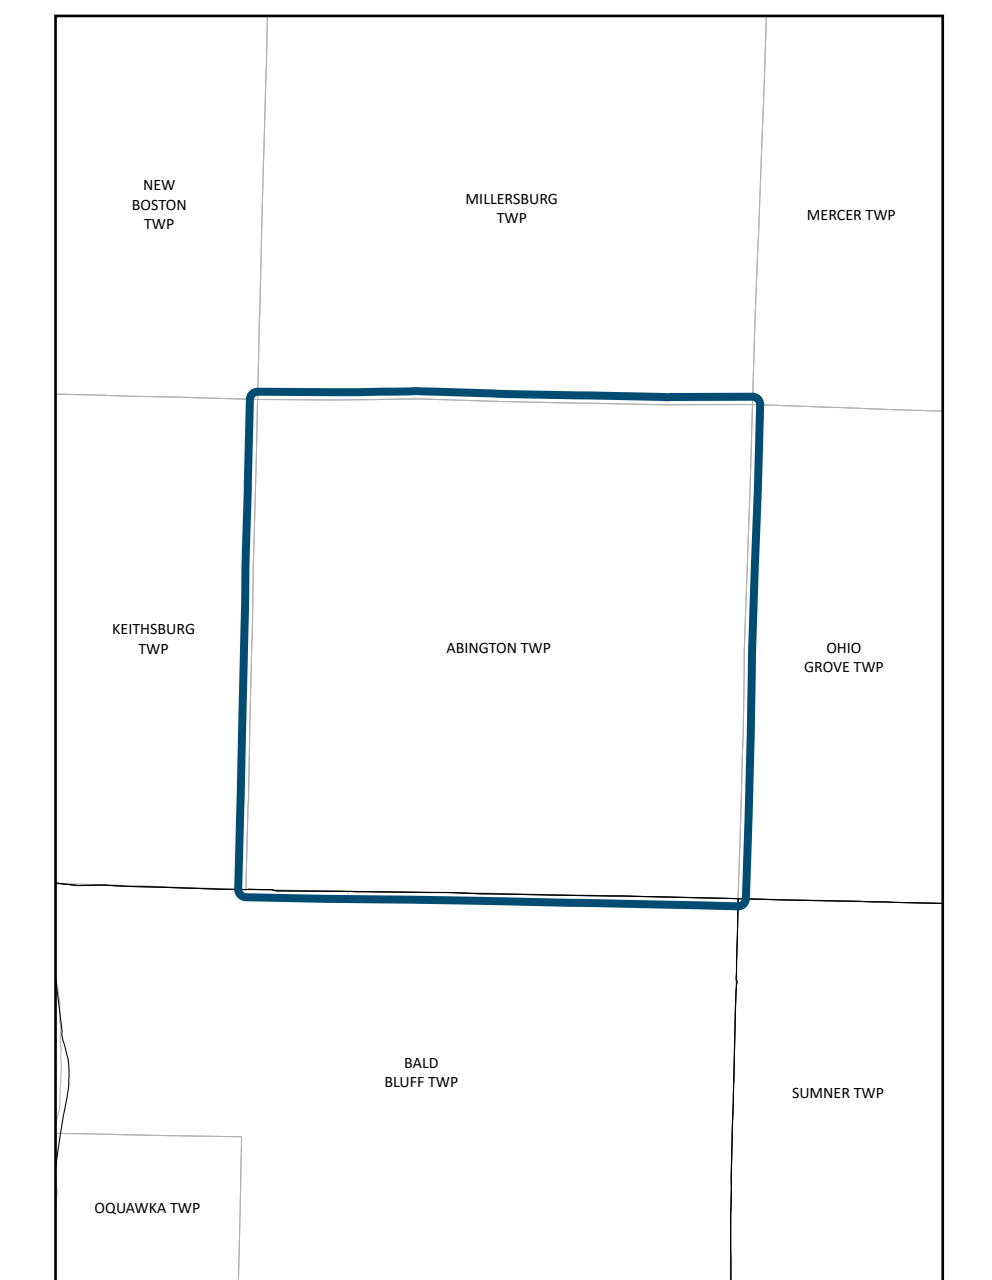 NEW
BOSTON
TWP
MILLERSBURG
TWP
MERCER TWP
KEITHSBURG
TWP
ABINGTON TWP
OHIO
GROVE TWP
BALD
BLUFF TWP
SUMNER TWP
OQUAWKA TWP